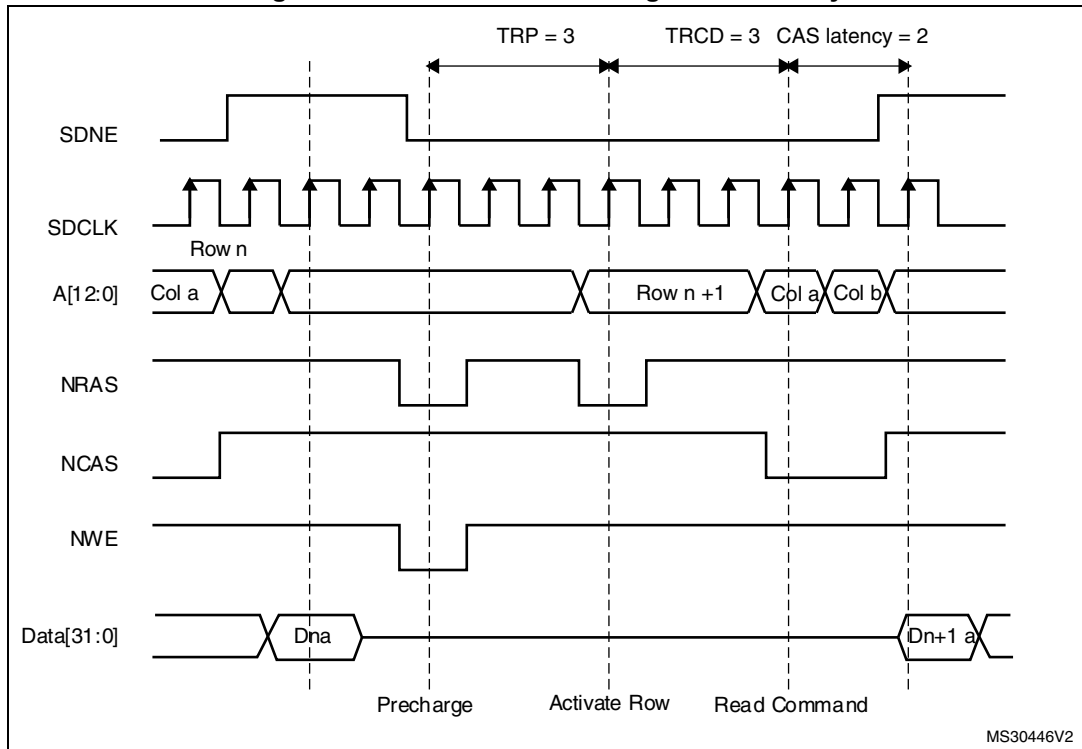 TRP = 3 TRCD = 3 CAS latency = 2
SDNE
SDCLK
Row n
A[12:0] Col a Row n +1 Col a Col b
NRAS
NCAS
NWE
Data[31:0] Dna Dn+1 a
Precharge Activate Row Read Command
MS30446V2